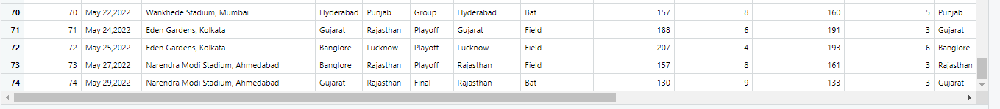 70 70 May 22,2022 Wankhede Stadium, Mumbai Hyderabad Punjab Group Hyderabad Bat 157 8 160 5 Punjab
71 71 May 24,2022 Eden Gardens, Kolkata Gujarat Rajasthan Playoff Gujarat Field 188 6 191 3 Gujarat
72 72 May 25,2022 Eden Gardens, Kolkata Banglore Lucknow Playoff Lucknow Field 207 4 193 6 Banglore
73 73 May 27,2022 Narendra Modi Stadium, Ahmedabad Banglore Rajasthan Playoff Rajasthan Field 157 8 161 3 Rajasthan
74 74 May 29,2022 Narendra Modi Stadium, Ahmedabad Gujarat Rajasthan Final Rajasthan Bat 130 9 133 3 Gujarat